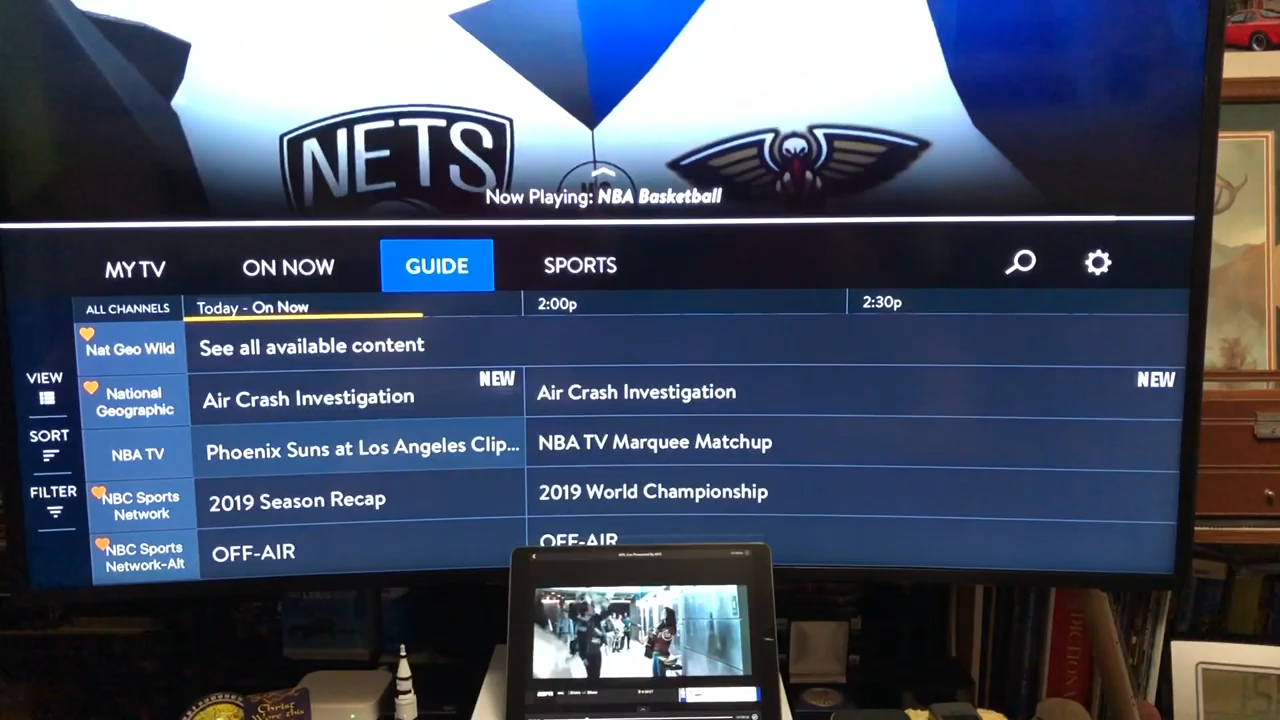 NETS
Now Playing: NBA Basketball
MY TV
ON NOW
GUIDE
SPORTS
ALL CHANNELS
Today - On Now
2:00p
2:30p
Nat Geo Wild
See all available content
VIEW
National
Geographic
Air Crash Investigation
NEW
Air Crash Investigation
NEW
SORT
NBA TV
Phoenix Suns at Los Angeles Clip...
NBA TV Marquee Matchup
FILTER
NBC Sports
Network
2019 Season Recap
2019 World Championship
NBC Sports
Network-Alt
OFF-AIR
OFF-AIR
ESPN
Christ